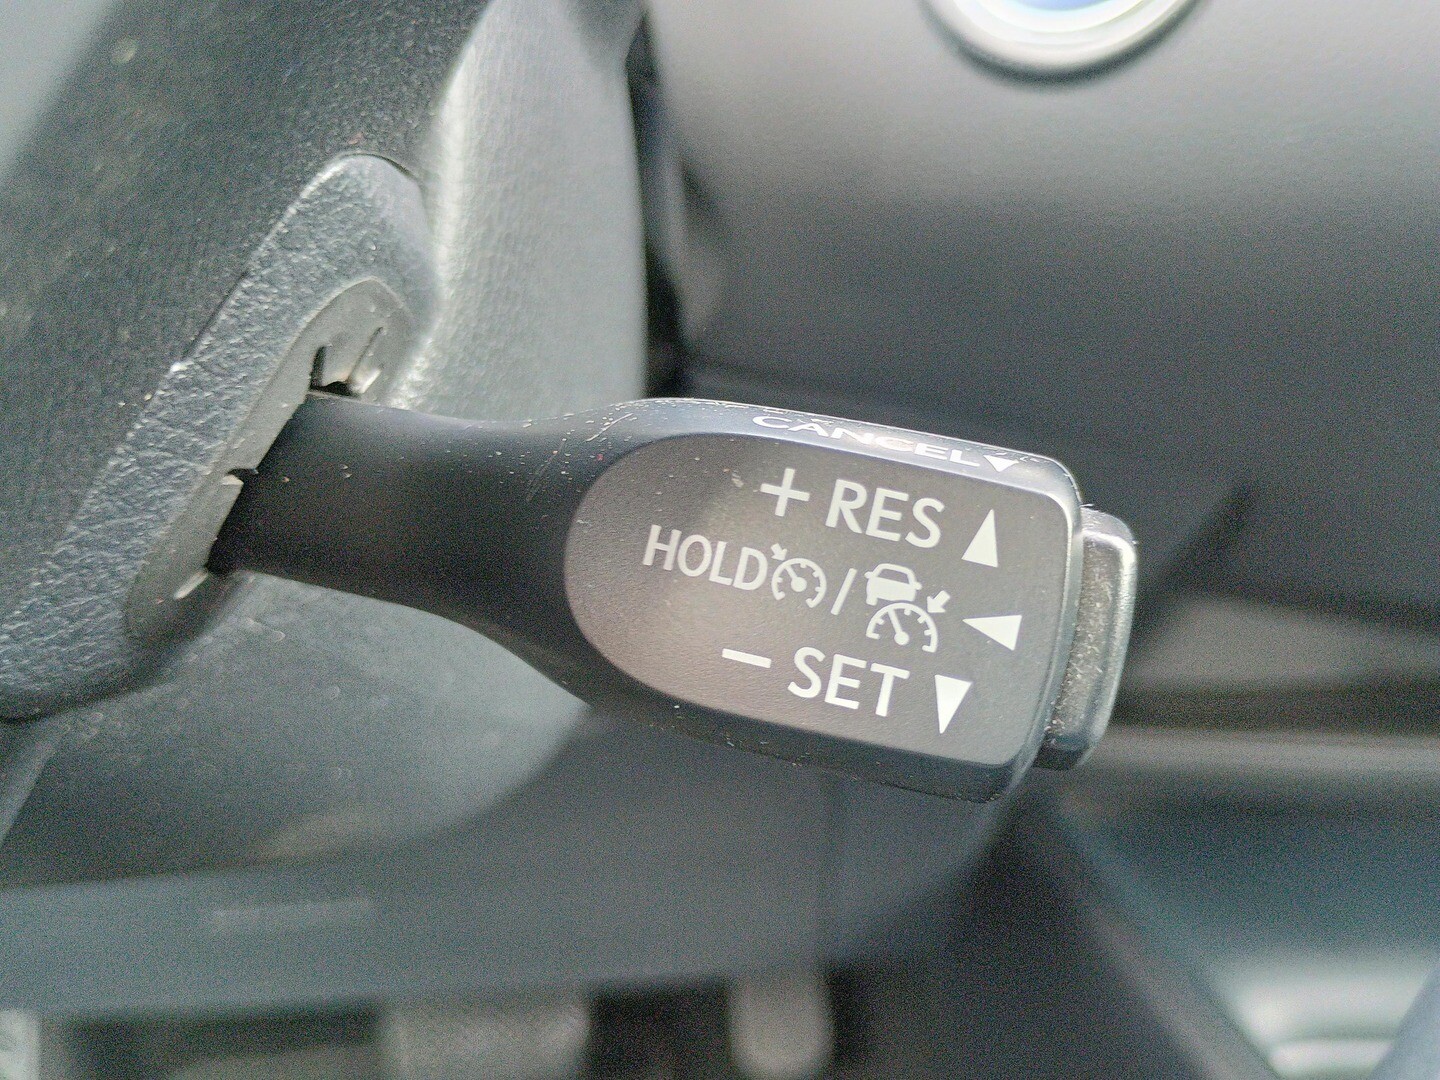 CANCEL
+ RES
HOLD /
− SET